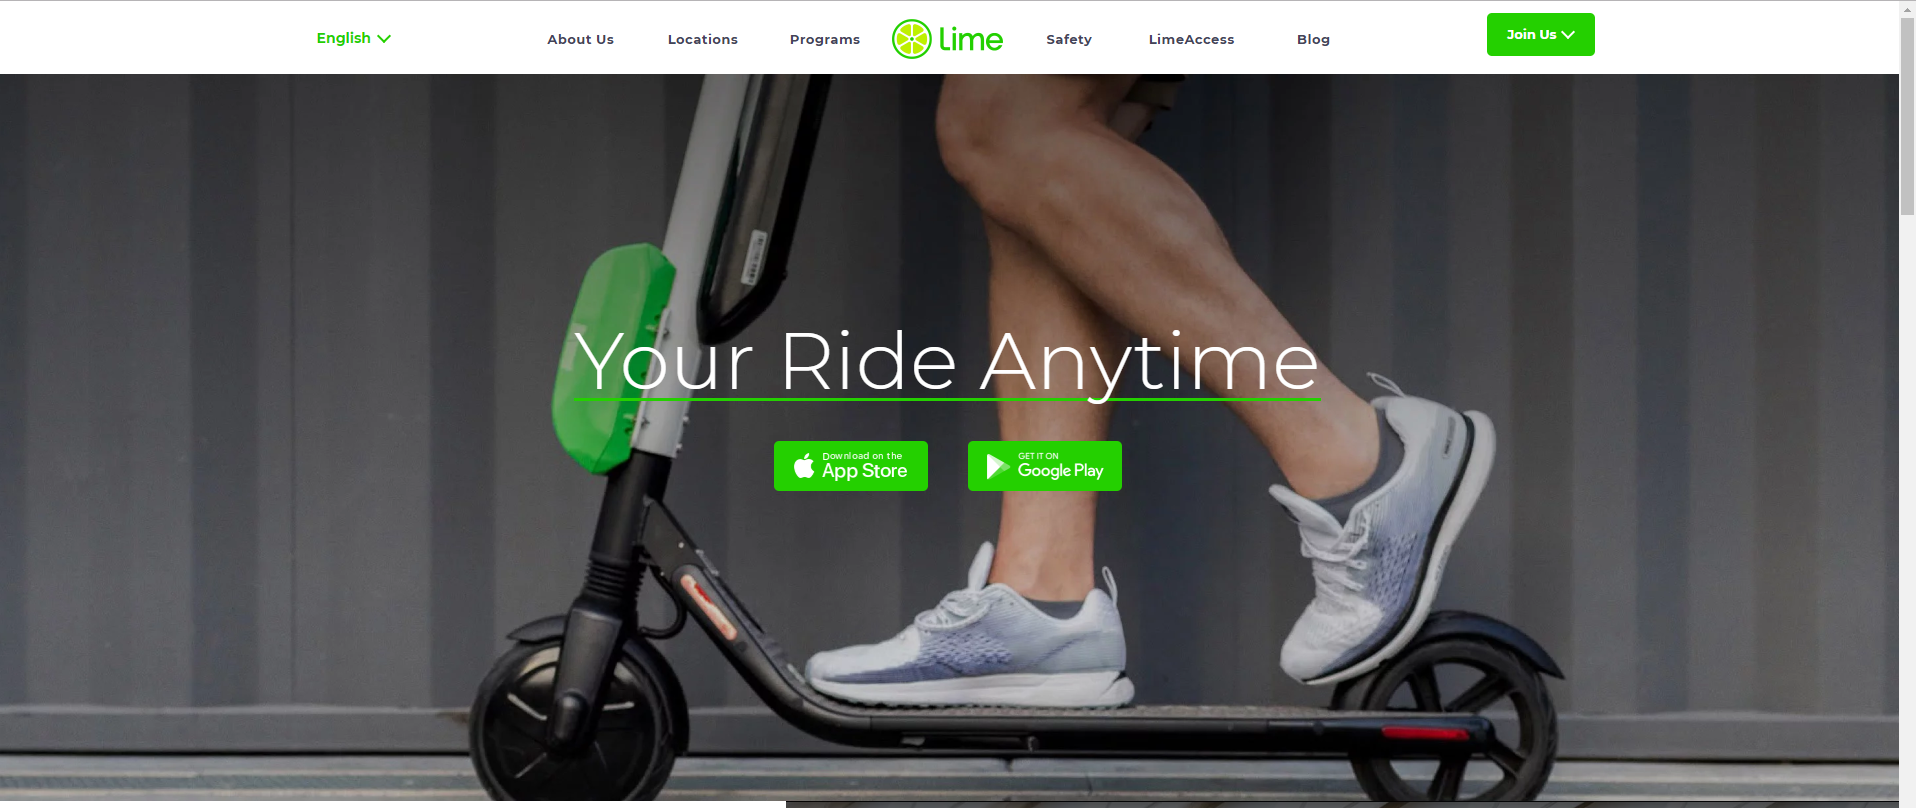 English
About Us
Locations
Programs
Lime
Safety
LimeAccess
Blog
Join Us
Your Ride Anytime
Download on the
App Store
GET IT ON
Google Play